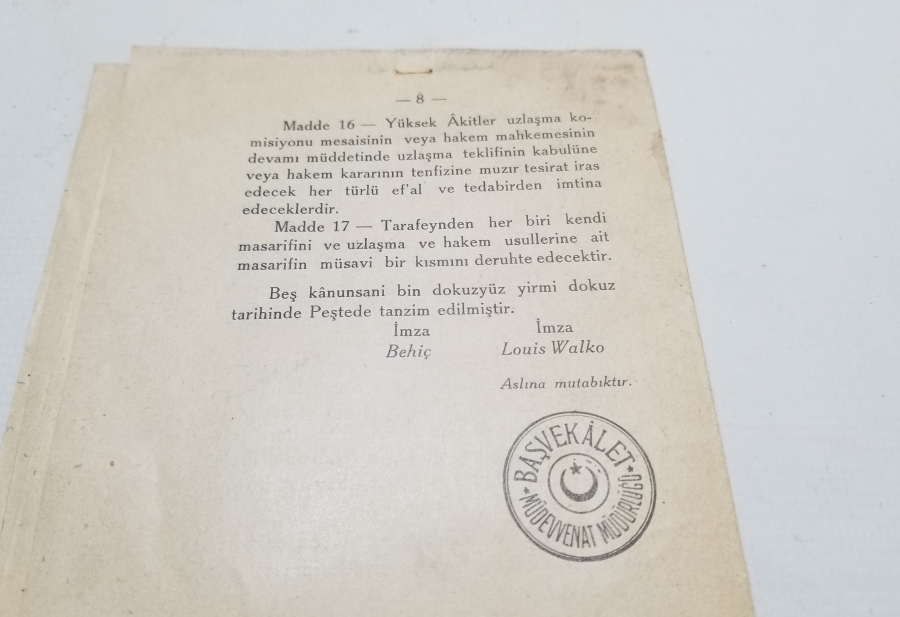 — 8 —
Madde 16 — Yüksek Âkitler uzlaşma ko-
misiyonu mesaisinin veya hakem mahkemesinin
devamı müddetinde uzlaşma teklifinin kabulüne
veya hakem kararının tenfizine muzır tesirat iras
edecek her türlü ef'al ve tedabirden imtina
edeceklerdir.
Madde 17 — Tarafeynden her biri kendi
masarifini ve uzlaşma ve hakem usullerine ait
masarifin müsavi bir kısmını deruhte edecektir.
Beş kânunsani bin dokuzyüz yirmi dokuz
tarihinde Peştede tanzim edilmiştir.
İmza İmza
Behiç Louis Walko
Aslına mutabıktır.
BAŞVEKÂLET
MÜDEVVENAT MÜDÜRLÜĞÜ